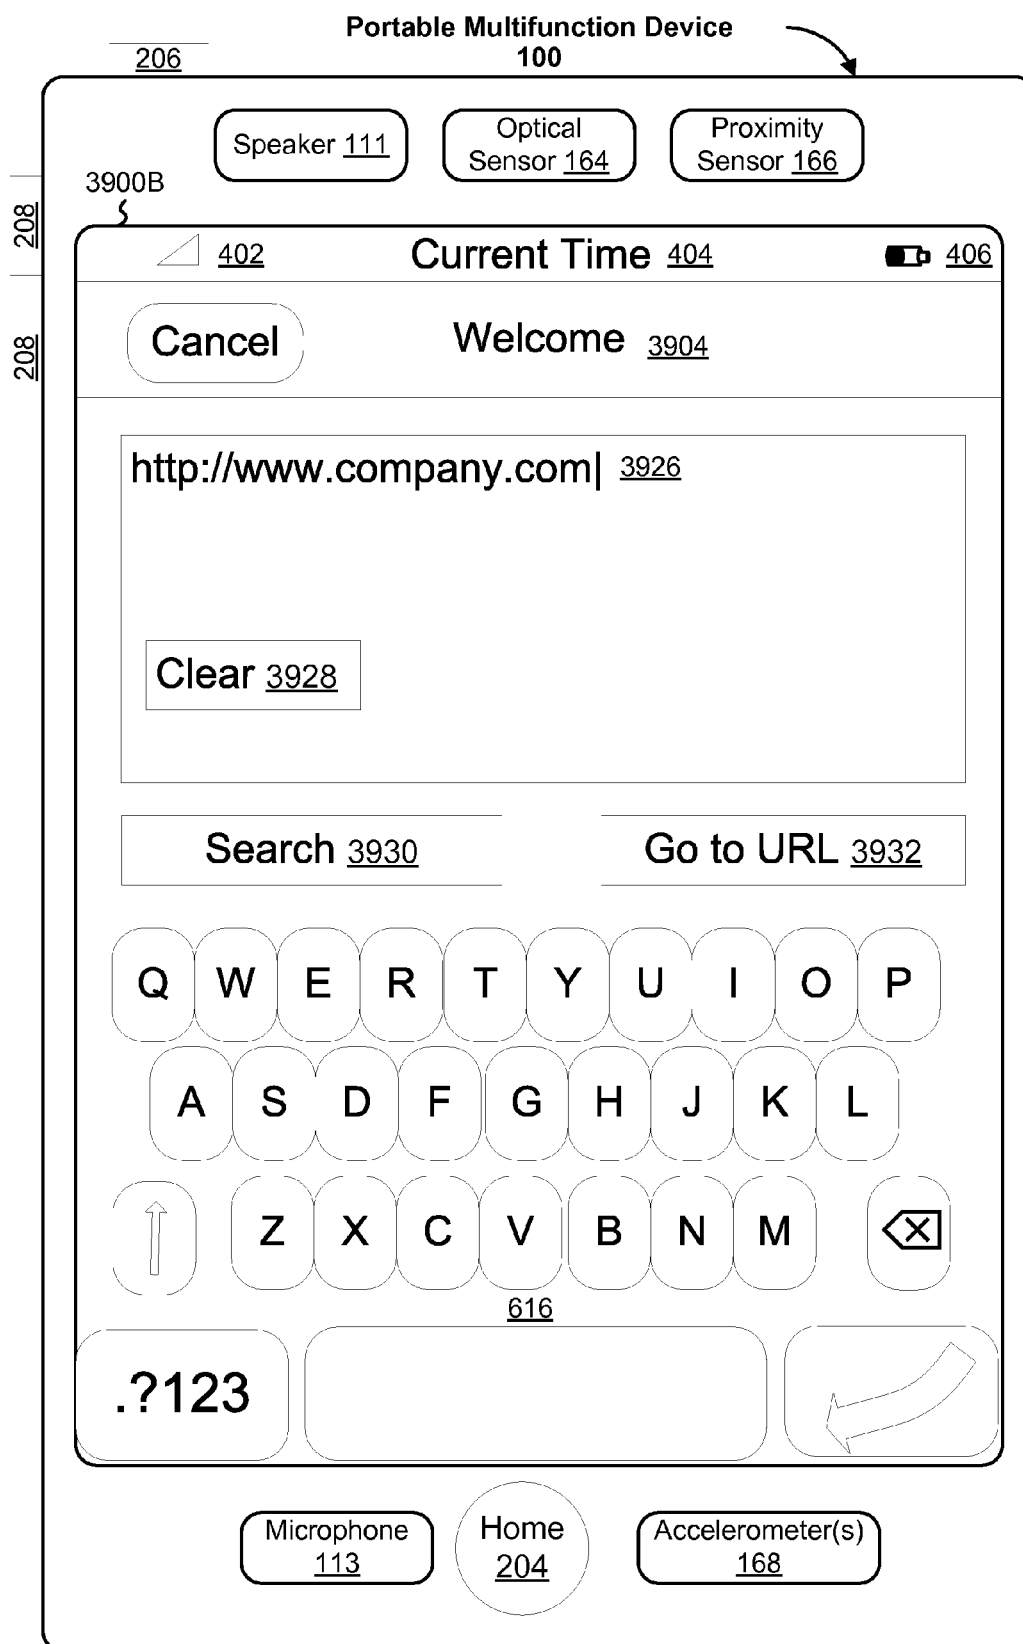 Portable Multifunction Device
100
206
Speaker 111
Optical
Sensor 164
Proximity
Sensor 166
208
3900B
402
Current Time 404
406
208
Cancel
Welcome 3904
http://www.company.com| 3926
Clear 3928
Search 3930
Go to URL 3932
Q W E R T Y U I O P
A S D F G H J K L
Z X C V B N M
616
.?123
Microphone
113
Home
204
Accelerometer(s)
168